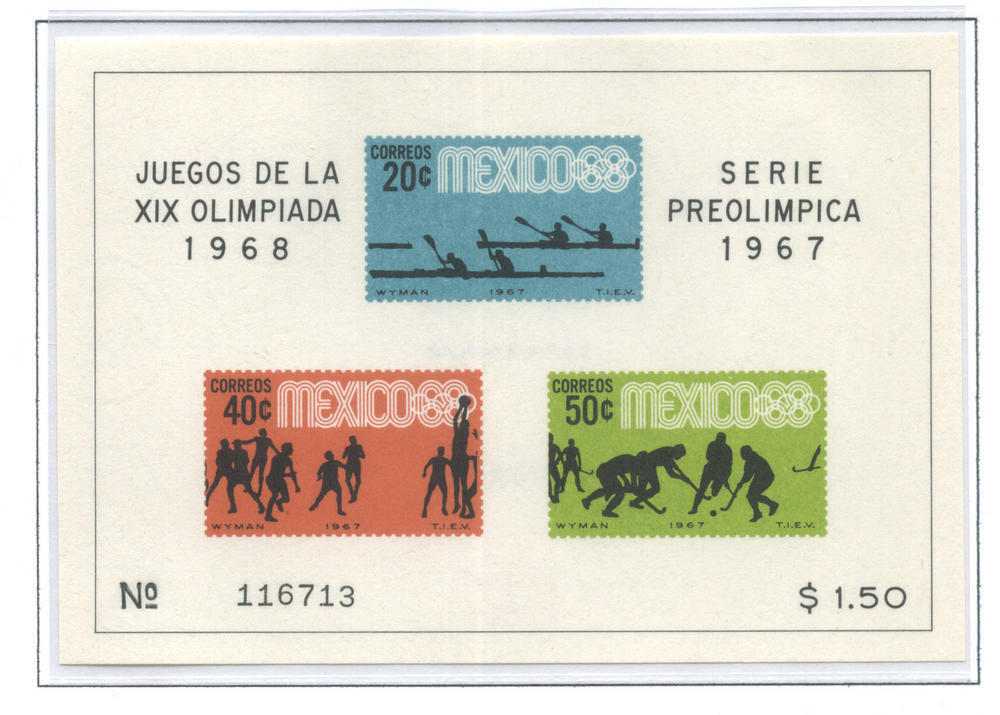 JUEGOS DE LA
XIX OLIMPIADA
1968
CORREOS
20¢
MEXICO68
WYMAN 1967 T.I.E.V.
SERIE
PREOLIMPICA
1967
CORREOS
40¢
MEXICO68
WYMAN 1967 T.I.E.V.
CORREOS
50¢
MEXICO68
WYMAN 1967 T.I.E.V.
Nº 116713
$ 1.50